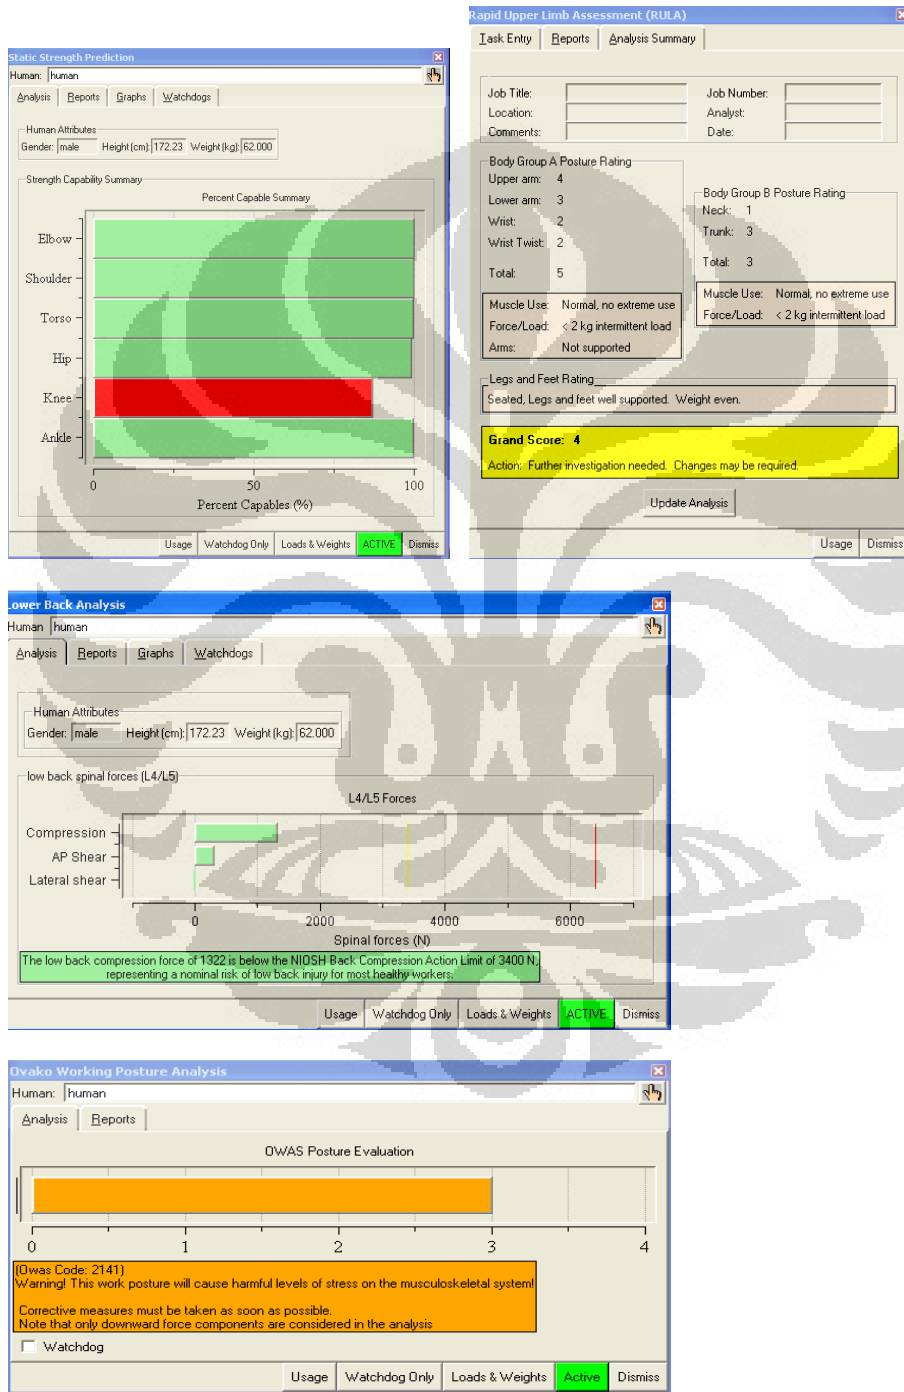 Static Strength Prediction
Human: human
Analysis Reports Graphs Watchdogs
Human Attributes
Gender: male Height(cm): 172.23 Weight(kg): 62.000
Strength Capability Summary
Percent Capable Summary
Elbow
Shoulder
Torso
Hip
Knee
Ankle
0 50 100
Percent Capables (%)
Usage Watchdog Only Loads & Weights ACTIVE Dismiss
Rapid Upper Limb Assessment (RULA)
Task Entry Reports Analysis Summary
Job Title: Job Number:
Location: Analyst:
Comments: Date:
Body Group A Posture Rating
Upper arm: 4
Lower arm: 3
Wrist: 2
Wrist Twist: 2
Total: 5
Muscle Use: Normal, no extreme use
Force/Load: < 2 kg intermittent load
Arms: Not supported
Body Group B Posture Rating
Neck: 1
Trunk: 3
Total: 3
Muscle Use: Normal, no extreme use
Force/Load: < 2 kg intermittent load
Legs and Feet Rating
Seated, Legs and feet well supported. Weight even.
Grand Score: 4
Action: Further investigation needed. Changes may be required.
Update Analysis
Usage Dismiss
Lower Back Analysis
Human human
Analysis Reports Graphs Watchdogs
Human Attributes
Gender: male Height(cm): 172.23 Weight(kg): 62.000
low back spinal forces (L4/L5)
L4/L5 Forces
Compression
AP Shear
Lateral shear
0 2000 4000 6000
Spinal forces (N)
The low back compression force of 1322 is below the NIOSH Back Compression Action Limit of 3400 N,
representing a nominal risk of low back injury for most healthy workers.
Usage Watchdog Only Loads & Weights ACTIVE Dismiss
Ovako Working Posture Analysis
Human: human
Analysis Reports
OWAS Posture Evaluation
0 1 2 3 4
(Owas Code: 2141)
Warning! This work posture will cause harmful levels of stress on the musculoskeletal system!
Corrective measures must be taken as soon as possible.
Note that only downward force components are considered in the analysis
Watchdog
Usage Watchdog Only Loads & Weights Active Dismiss